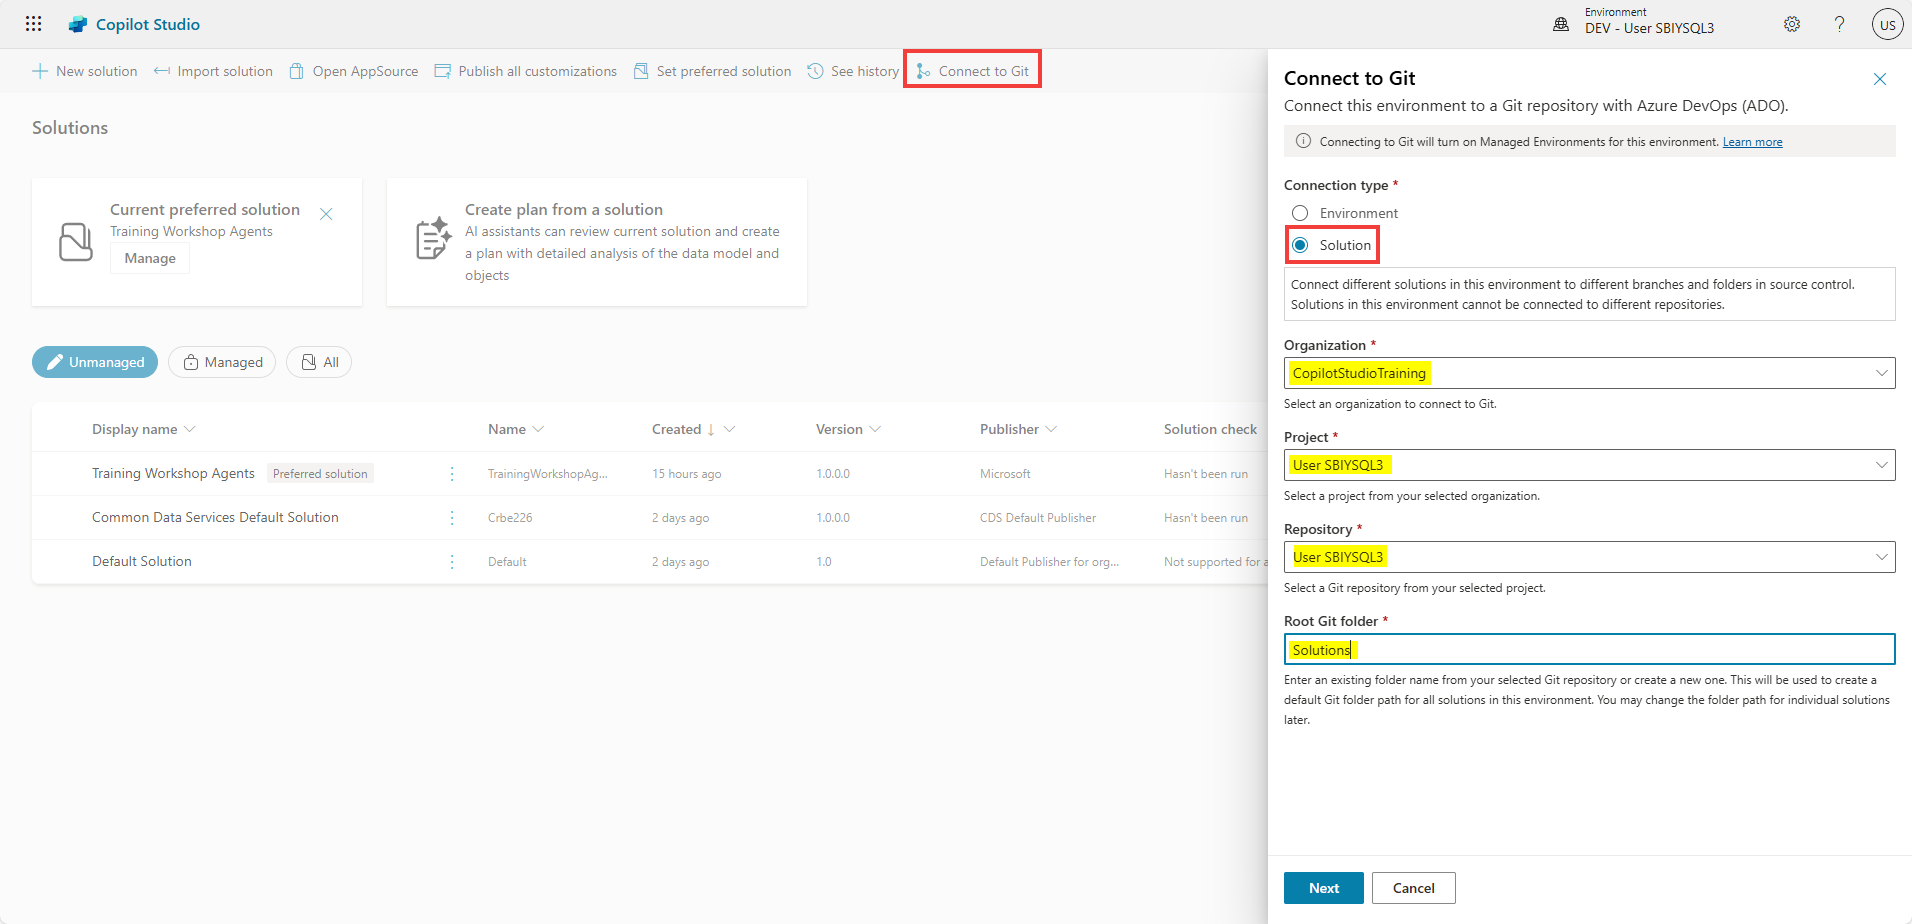 Copilot Studio
Environment
DEV - User SBIYSQL3
US
New solution
Import solution
Open AppSource
Publish all customizations
Set preferred solution
See history
Connect to Git
Solutions
Current preferred solution
Training Workshop Agents
Manage
Create plan from a solution
AI assistants can review current solution and create
a plan with detailed analysis of the data model and
objects
Unmanaged
Managed
All
Display name
Name
Created
Version
Publisher
Solution check
Training Workshop Agents
Preferred solution
TrainingWorkshopAg...
15 hours ago
1.0.0.0
Microsoft
Hasn't been run
Common Data Services Default Solution
Crbe226
2 days ago
1.0.0.0
CDS Default Publisher
Hasn't been run
Default Solution
Default
2 days ago
1.0
Default Publisher for org...
Not supported for a
Connect to Git
Connect this environment to a Git repository with Azure DevOps (ADO).
Connecting to Git will turn on Managed Environments for this environment. Learn more
Connection type *
Environment
Solution
Connect different solutions in this environment to different branches and folders in source control.
Solutions in this environment cannot be connected to different repositories.
Organization *
CopilotStudioTraining
Select an organization to connect to Git.
Project *
User SBIYSQL3
Select a project from your selected organization.
Repository *
User SBIYSQL3
Select a Git repository from your selected project.
Root Git folder *
Solutions
Enter an existing folder name from your selected Git repository or create a new one. This will be used to create a
default Git folder path for all solutions in this environment. You may change the folder path for individual solutions
later.
Next
Cancel